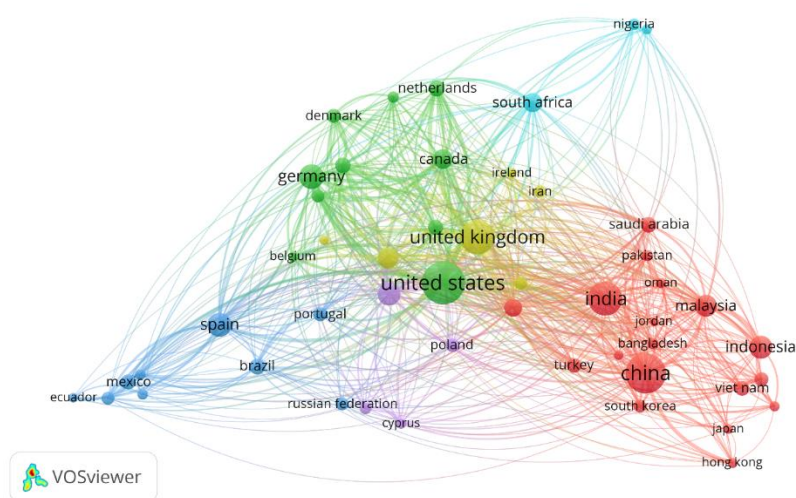 nigeria
netherlands
south africa
denmark
canada
germany
ireland
iran
saudi arabia
united kingdom
belgium
pakistan
united states
oman
india
malaysia
portugal
jordan
spain
poland
bangladesh
indonesia
brazil
turkey
china
mexico
viet nam
ecuador
russian federation
south korea
cyprus
japan
hong kong
VOSviewer